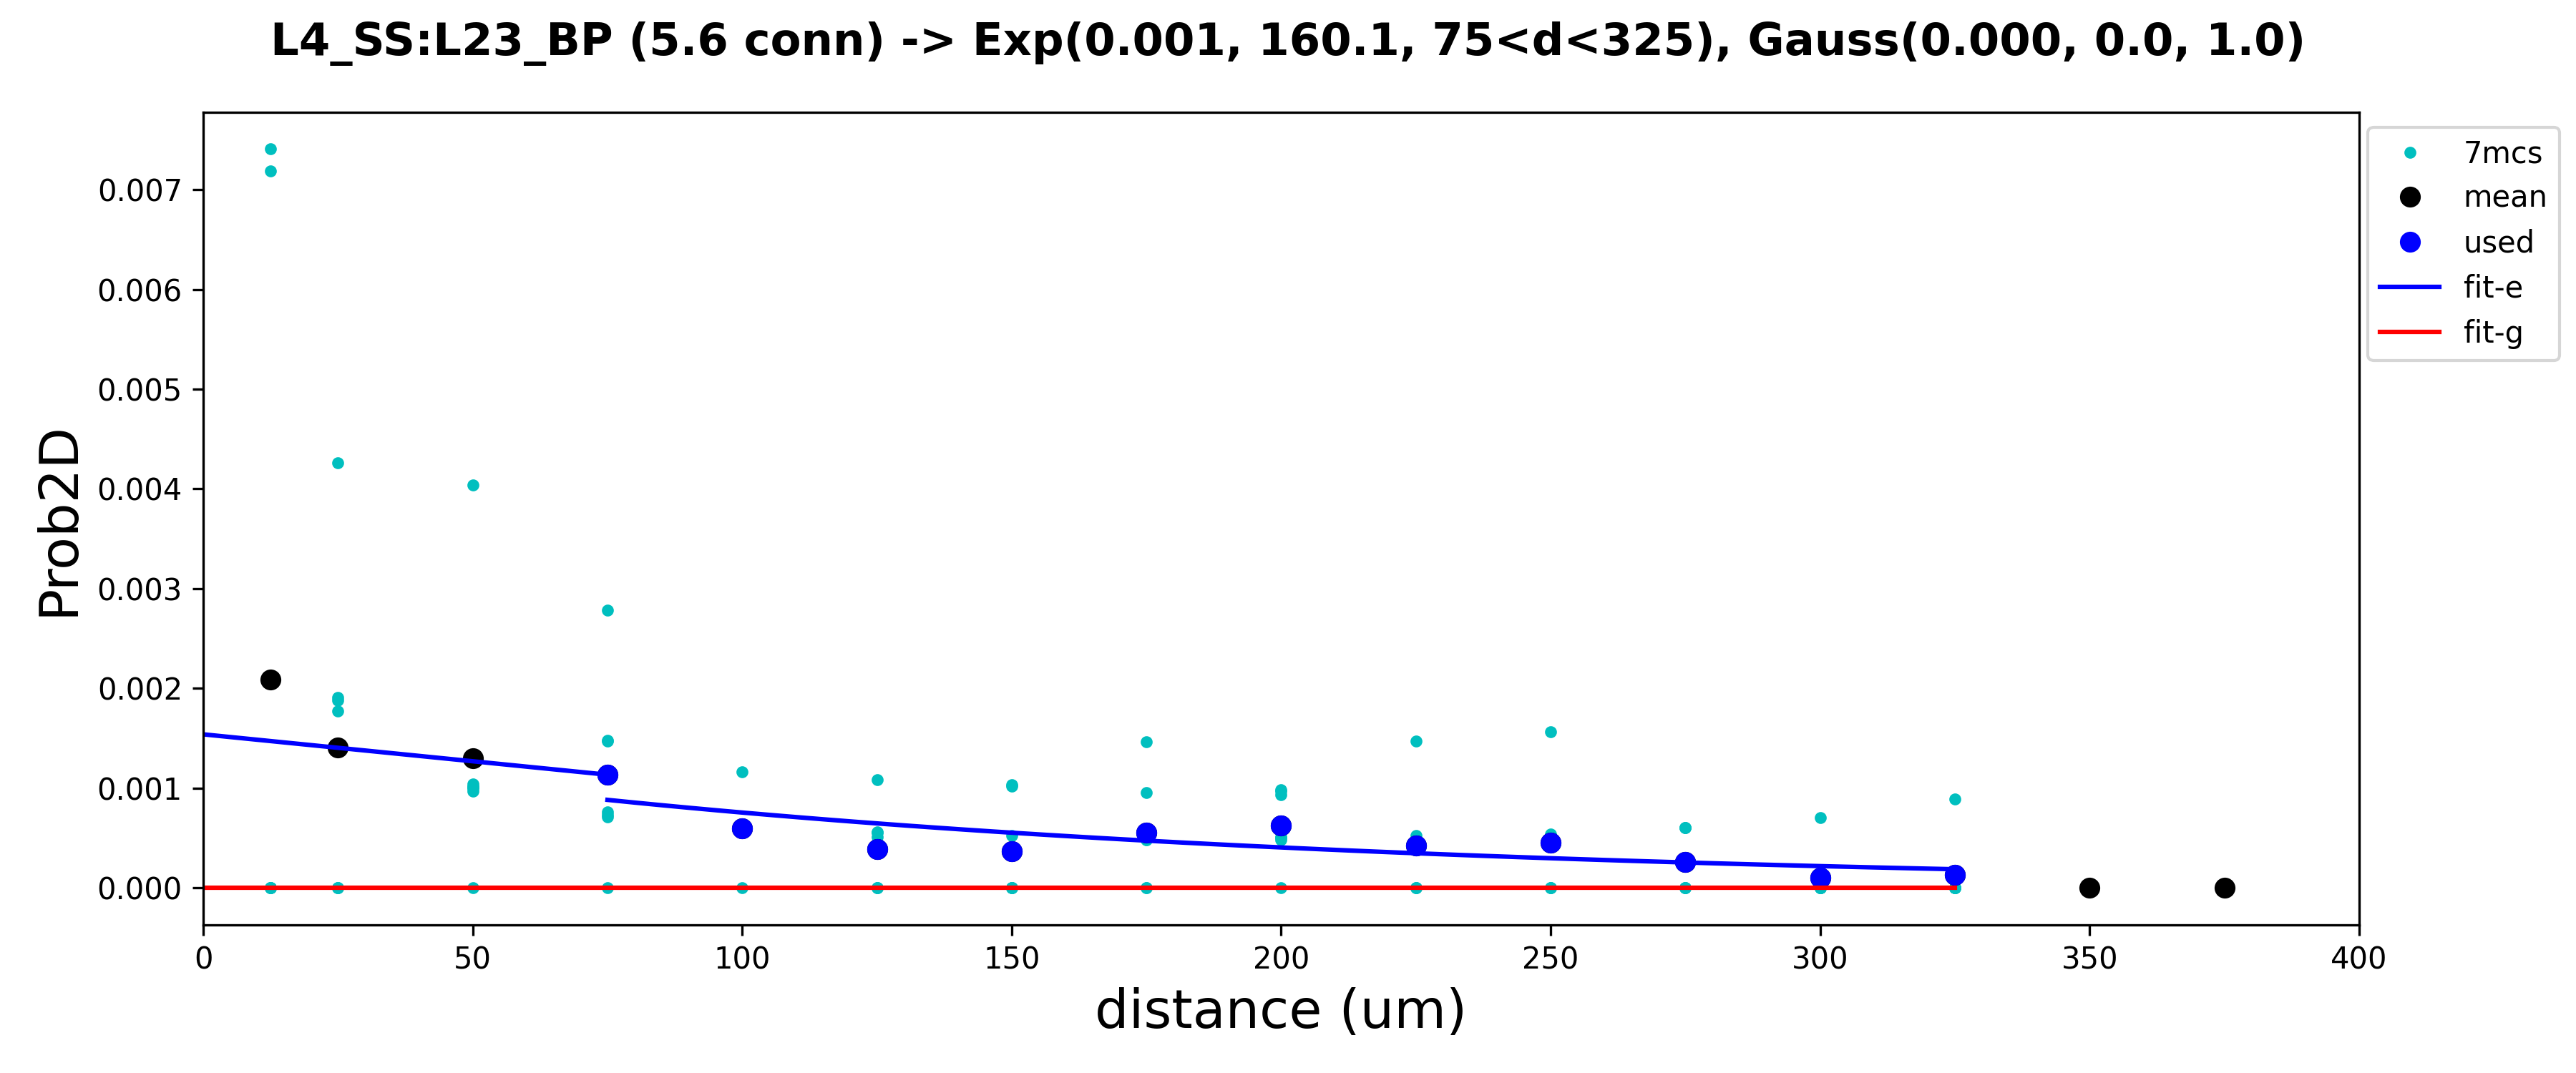 L4_SS:L23_BP (5.6 conn) -> Exp(0.001, 160.1, 75<d<325), Gauss(0.000, 0.0, 1.0)
7mcs
mean
used
fit-e
fit-g
Prob2D
0.007
0.006
0.005
0.004
0.003
0.002
0.001
0.000
0 50 100 150 200 250 300 350 400
distance (um)